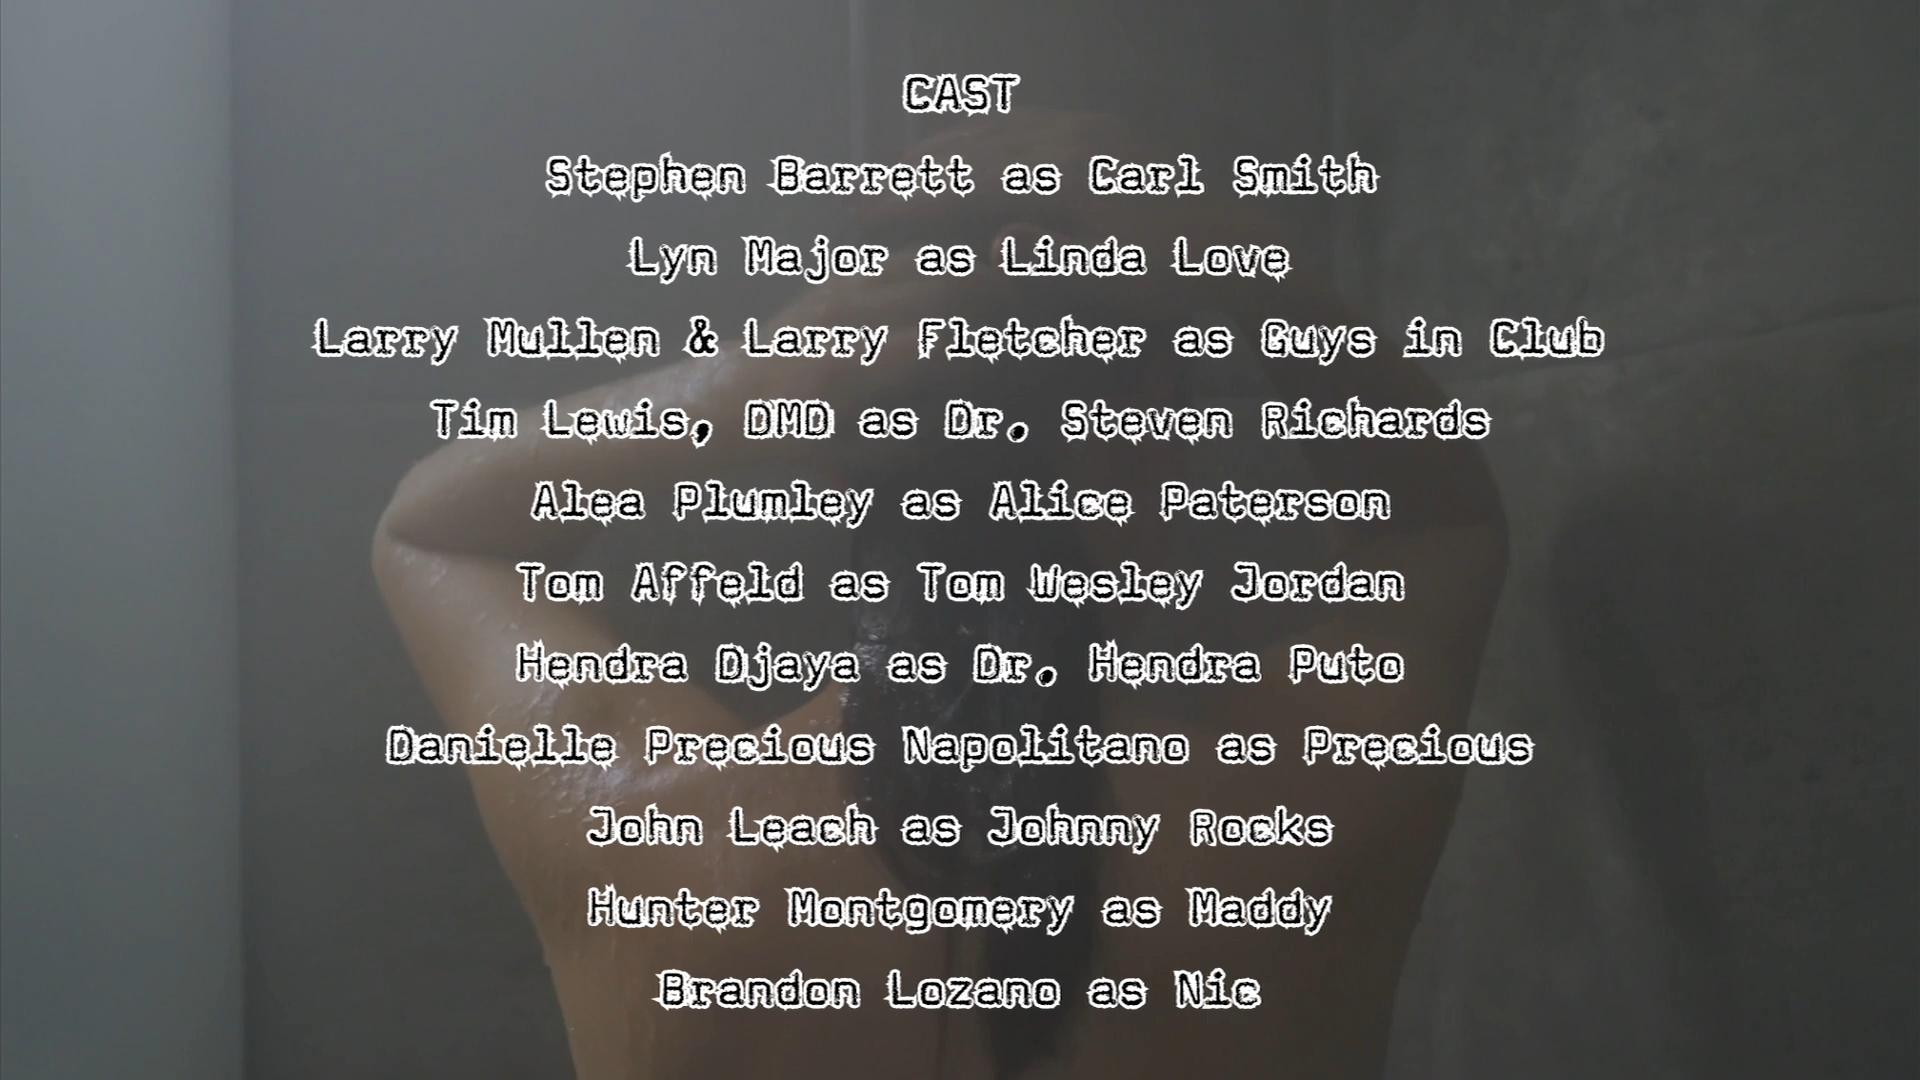 CAST
Stephen Barrett as Carl Smith
Lyn Major as Linda Love
Larry Mullen & Larry Fletcher as Guys in Club
Tim Lewis, DMD as Dr. Steven Richards
Alea Plumley as Alice Paterson
Tom Affeld as Tom Wesley Jordan
Hendra Djaya as Dr. Hendra Puto
Danielle Precious Napolitano as Precious
John Leach as Johnny Rocks
Hunter Montgomery as Maddy
Brandon Lozano as Nic